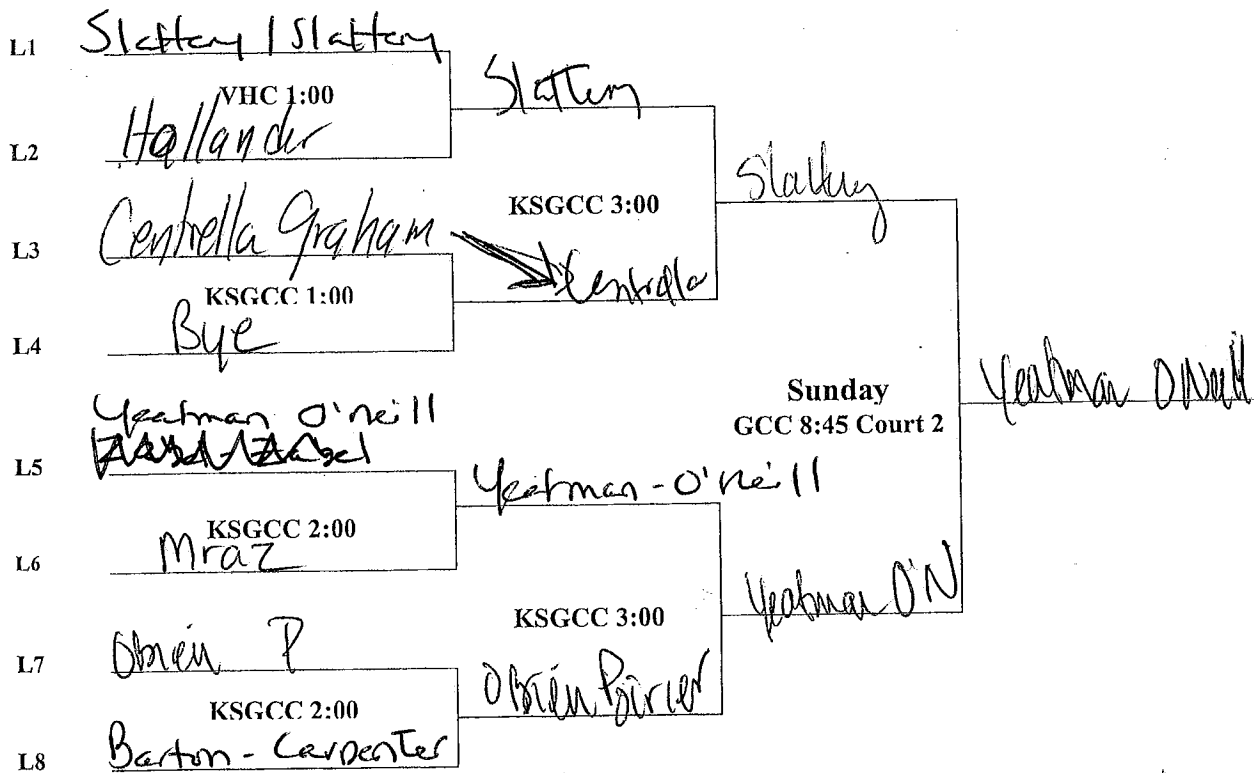 L1 Slattery / Slattery
VHC 1:00
L2 Hollander
Slattery
KSGCC 3:00
L3 Centrella Graham
KSGCC 1:00
L4 Bye
Centrella
Slattery
Yeatman O'neill
L5
KSGCC 2:00
L6 Mraz
Yeatman - O'neill
KSGCC 3:00
L7 Obrien P
KSGCC 2:00
L8 Barton - Carpenter
OBrien Poirier
Yeatman O'N
Sunday
GCC 8:45 Court 2
Yeatman ONeill